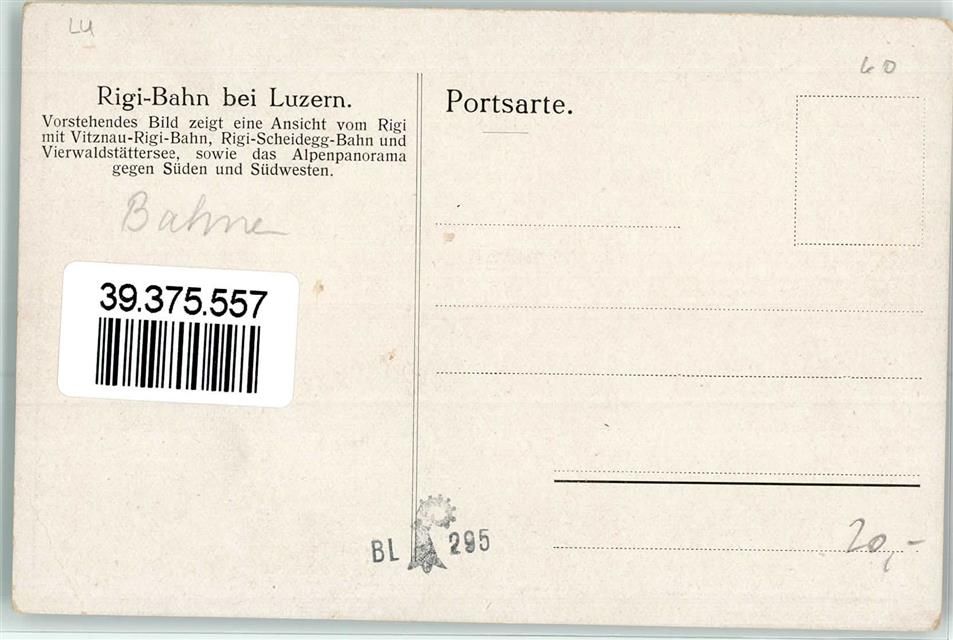 LU
60
Rigi-Bahn bei Luzern.
Vorstehendes Bild zeigt eine Ansicht vom Rigi
mit Vitznau-Rigi-Bahn, Rigi-Scheidegg-Bahn und
Vierwaldstättersee, sowie das Alpenpanorama
gegen Süden und Südwesten.
Portsarte.
Bahnen
39.375.557
BL 295
20,-